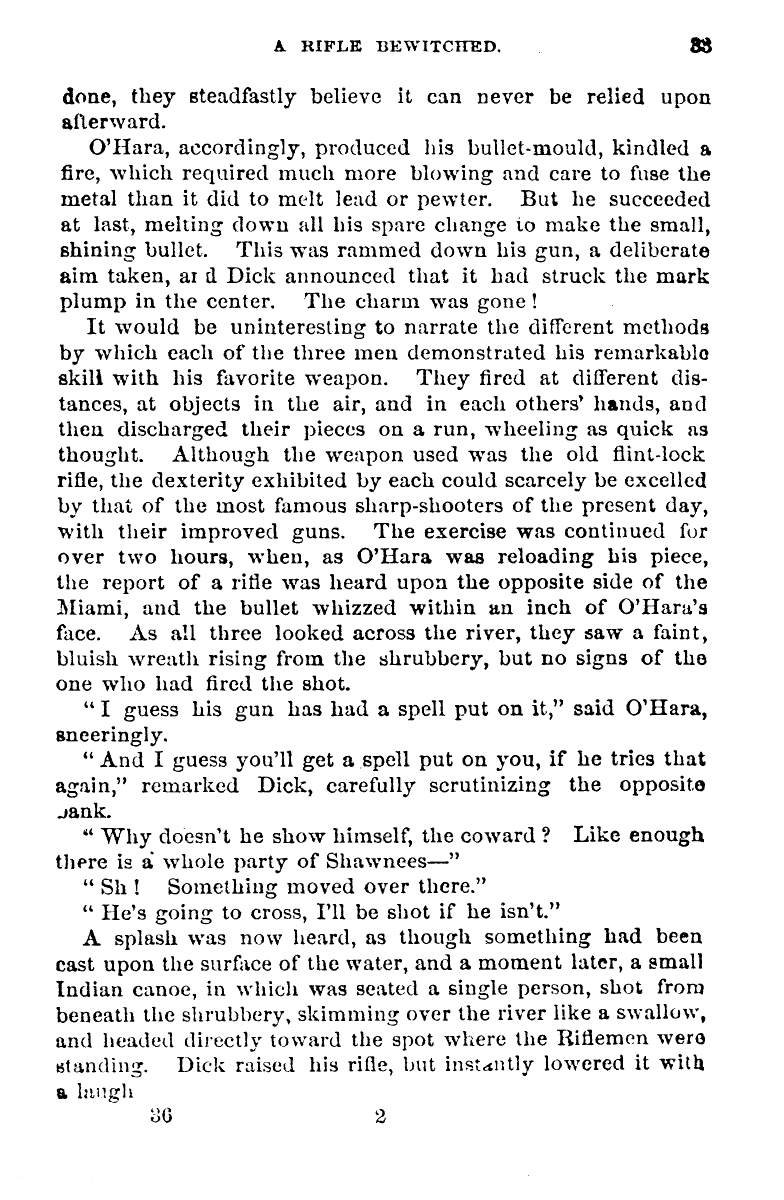 A RIFLE BEWITCHED. 33
done, they steadfastly believe it can never be relied upon
afterward.
O'Hara, accordingly, produced his bullet-mould, kindled a
fire, which required much more blowing and care to fuse the
metal than it did to melt lead or pewter. But he succeeded
at last, melting down all his spare change to make the small,
shining bullet. This was rammed down his gun, a deliberate
aim taken, and Dick announced that it had struck the mark
plump in the center. The charm was gone!
It would be uninteresting to narrate the different methods
by which each of the three men demonstrated his remarkable
skill with his favorite weapon. They fired at different dis-
tances, at objects in the air, and in each others' hands, and
then discharged their pieces on a run, wheeling as quick as
thought. Although the weapon used was the old flint-lock
rifle, the dexterity exhibited by each could scarcely be excelled
by that of the most famous sharp-shooters of the present day,
with their improved guns. The exercise was continued for
over two hours, when, as O'Hara was reloading his piece,
the report of a rifle was heard upon the opposite side of the
Miami, and the bullet whizzed within an inch of O'Hara's
face. As all three looked across the river, they saw a faint,
bluish wreath rising from the shrubbery, but no signs of the
one who had fired the shot.
"I guess his gun has had a spell put on it," said O'Hara,
sneeringly.
"And I guess you'll get a spell put on you, if he tries that
again," remarked Dick, carefully scrutinizing the opposite
bank.
"Why doesn't he show himself, the coward? Like enough
there is a whole party of Shawnees—"
"Sh! Something moved over there."
"He's going to cross, I'll be shot if he isn't."
A splash was now heard, as though something had been
cast upon the surface of the water, and a moment later, a small
Indian canoe, in which was seated a single person, shot from
beneath the shrubbery, skimming over the river like a swallow,
and headed directly toward the spot where the Riflemen were
standing. Dick raised his rifle, but instantly lowered it with
a laugh
36 2